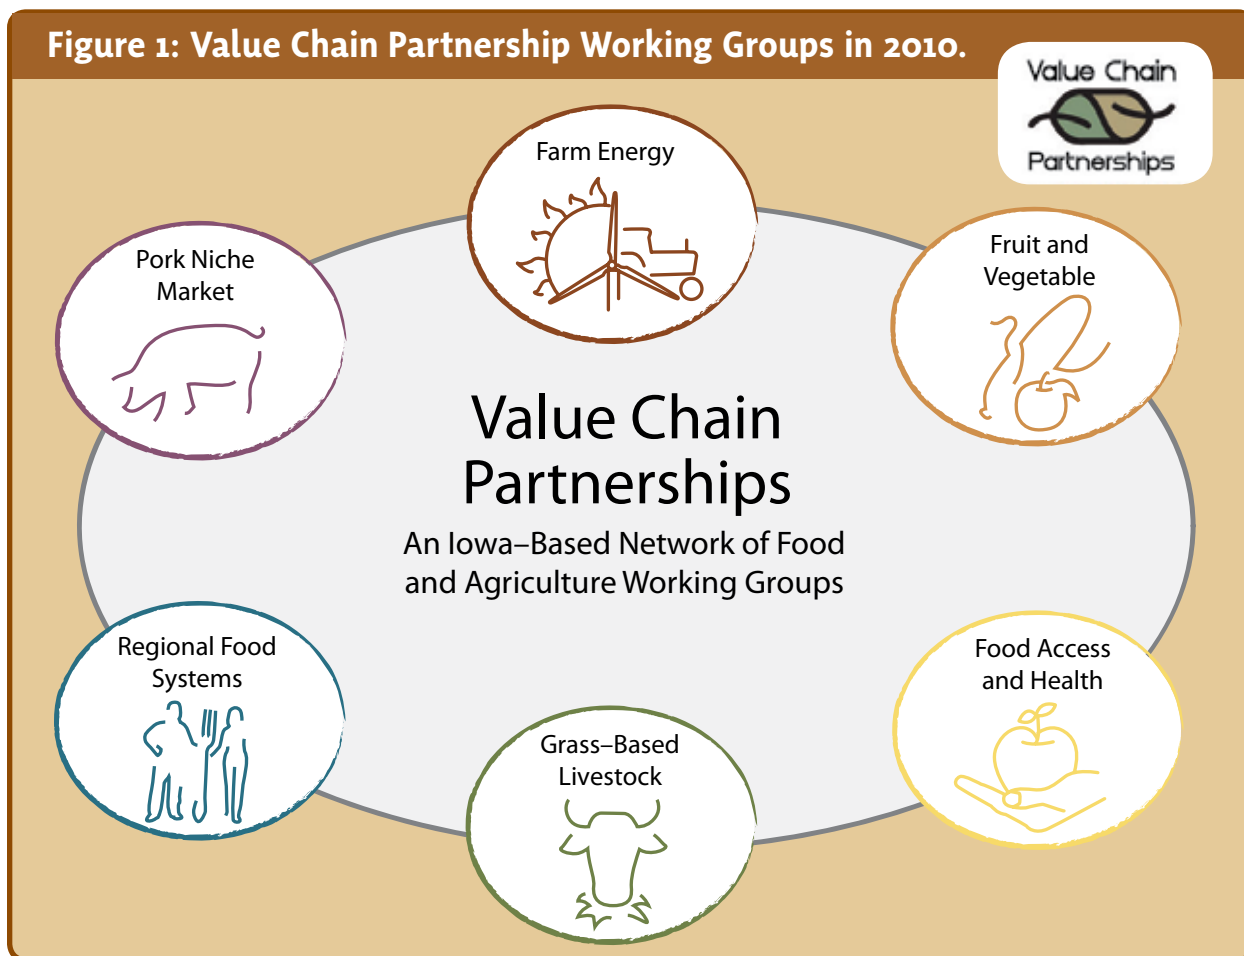 Figure 1: Value Chain Partnership Working Groups in 2010.
Value Chain
Partnerships
Farm Energy
Pork Niche
Market
Fruit and
Vegetable
Value Chain
Partnerships
An Iowa–Based Network of Food
and Agriculture Working Groups
Regional Food
Systems
Food Access
and Health
Grass–Based
Livestock